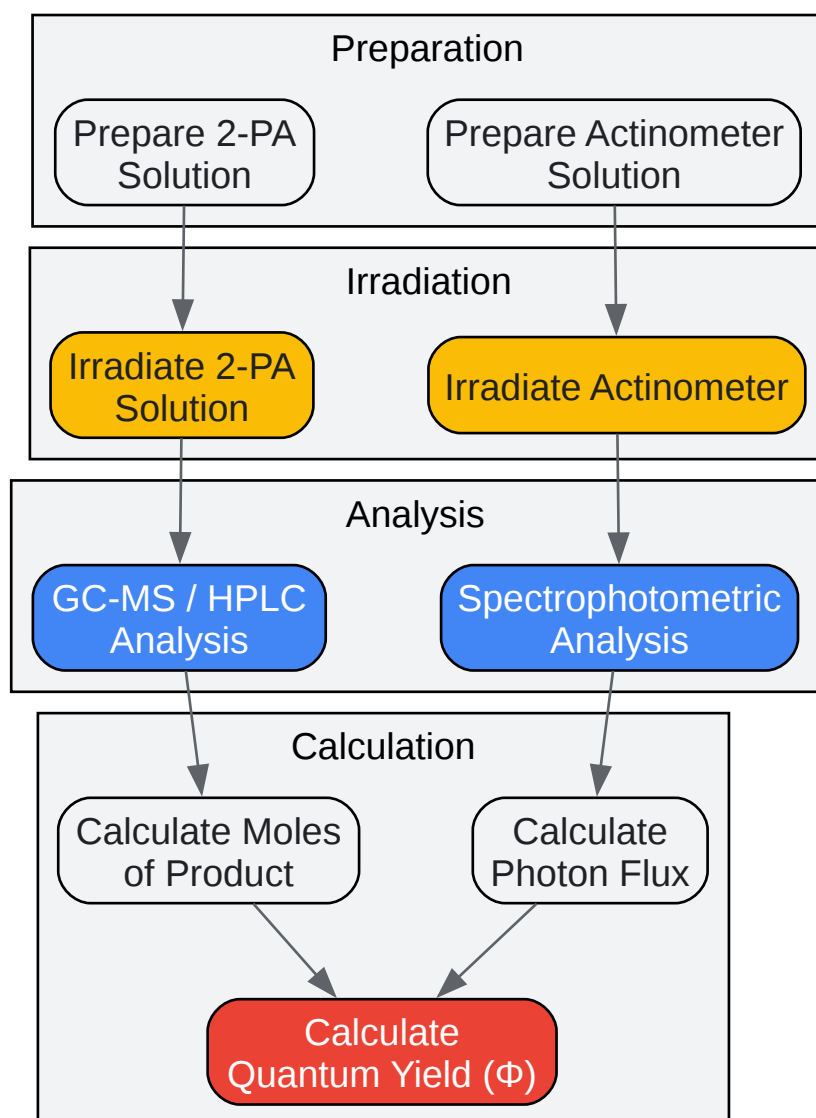 Preparation
Prepare 2-PA
Solution
Prepare Actinometer
Solution
Irradiation
Irradiate 2-PA
Solution
Irradiate Actinometer
Analysis
GC-MS / HPLC
Analysis
Spectrophotometric
Analysis
Calculation
Calculate Moles
of Product
Calculate
Photon Flux
Calculate
Quantum Yield (Φ)